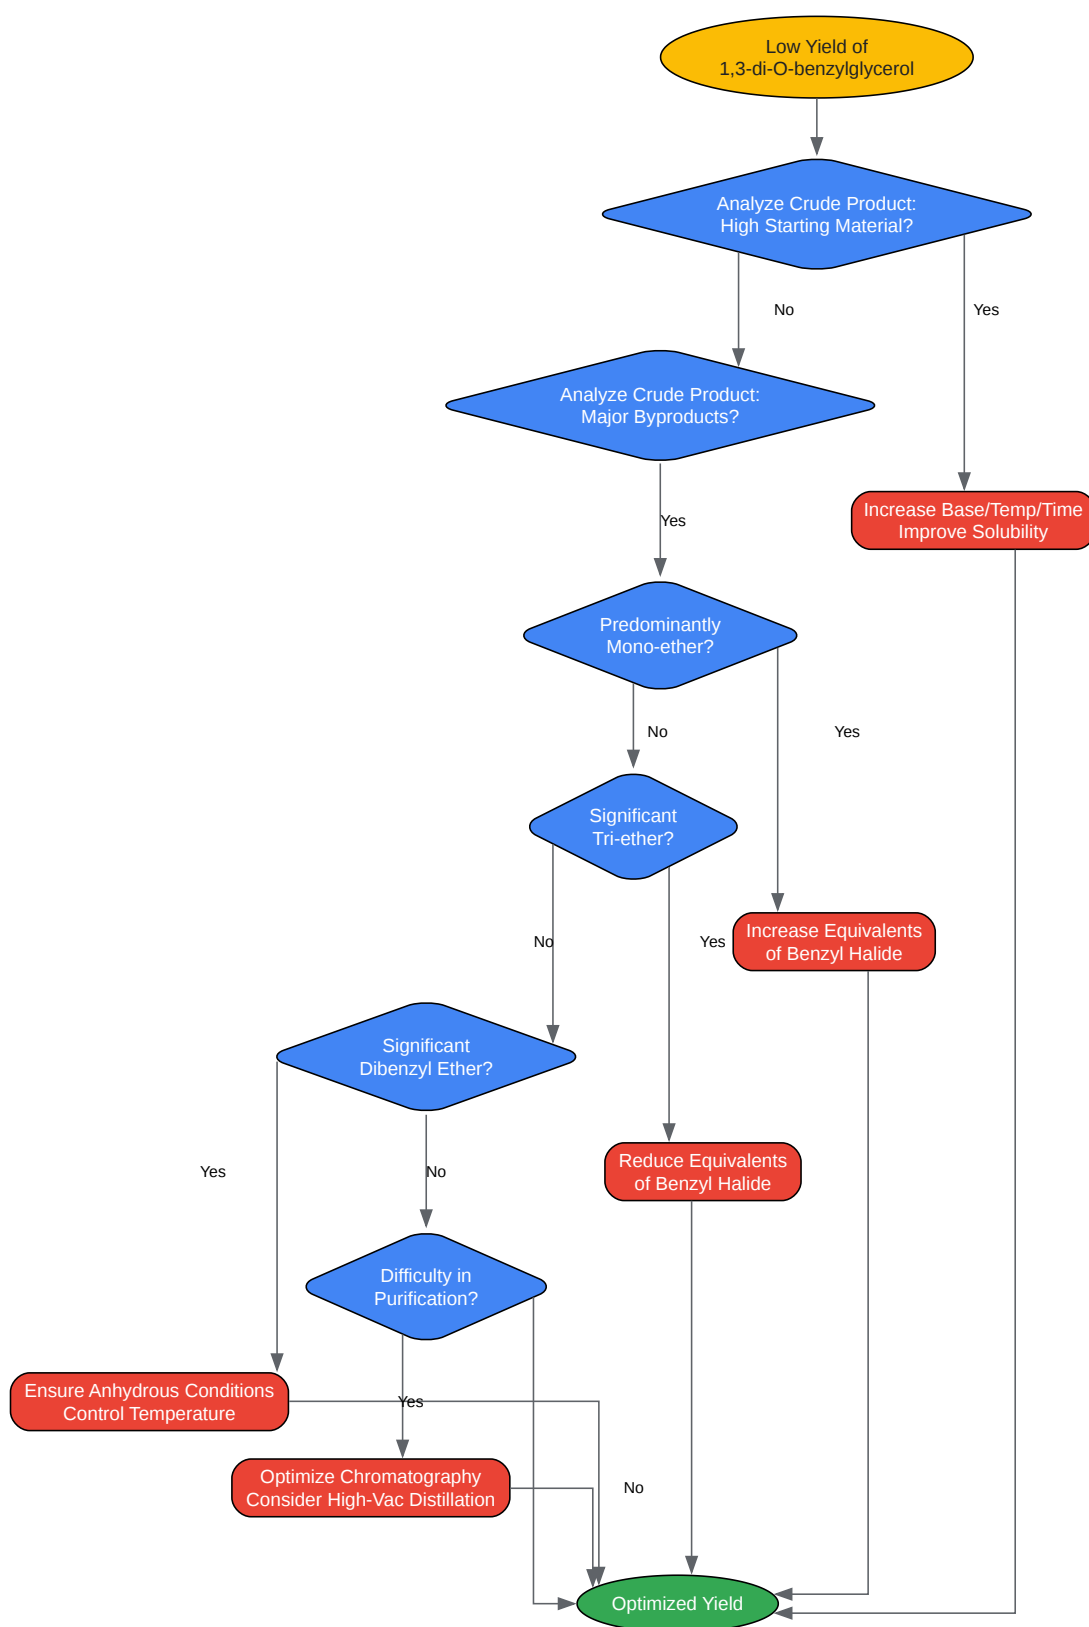 Low Yield of
1,3-di-O-benzylglycerol
Analyze Crude Product:
High Starting Material?
No
Yes
Analyze Crude Product:
Major Byproducts?
Increase Base/Temp/Time
Improve Solubility
Yes
Predominantly
Mono-ether?
No
Yes
Significant
Tri-ether?
Increase Equivalents
of Benzyl Halide
No
Yes
Significant
Dibenzyl Ether?
Reduce Equivalents
of Benzyl Halide
Yes
No
Difficulty in
Purification?
Ensure Anhydrous Conditions
Control Temperature
Yes
Optimize Chromatography
Consider High-Vac Distillation
No
Optimized Yield